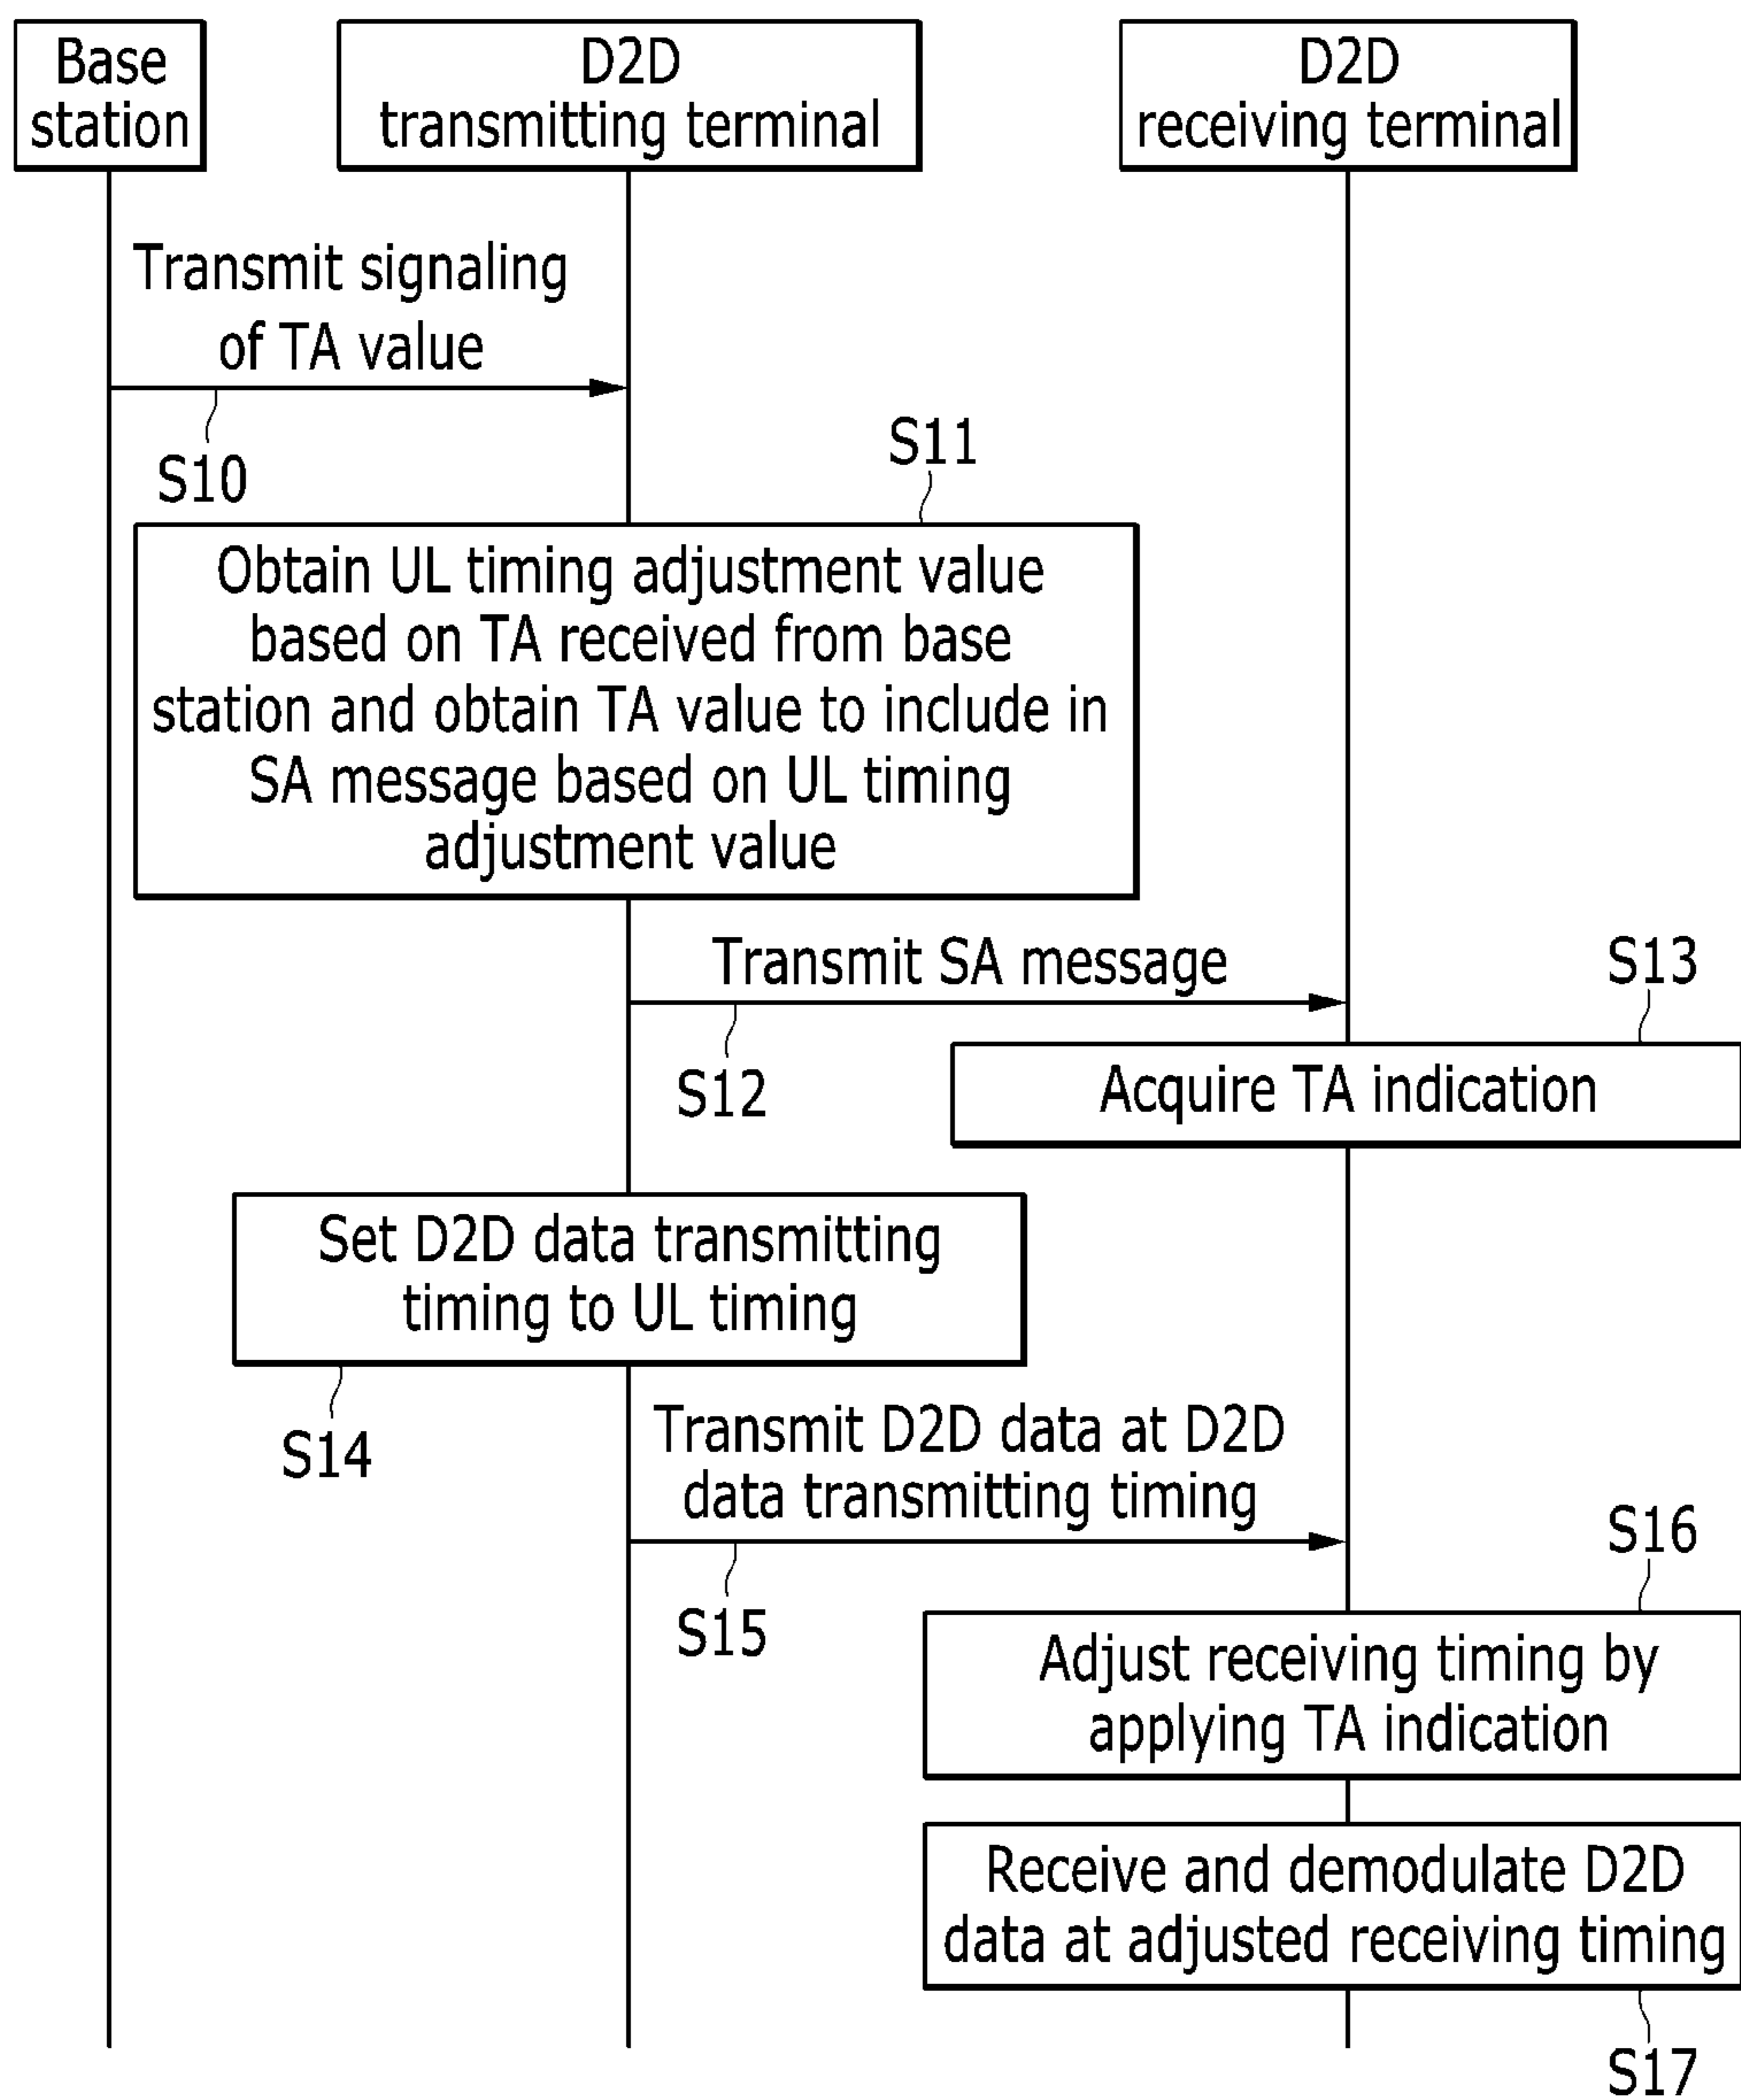 Base
station
D2D
transmitting terminal
D2D
receiving terminal
Transmit signaling
of TA value
S10
S11
Obtain UL timing adjustment value
based on TA received from base
station and obtain TA value to include in
SA message based on UL timing
adjustment value
Transmit SA message
S12
S13
Acquire TA indication
Set D2D data transmitting
timing to UL timing
S14
Transmit D2D data at D2D
data transmitting timing
S15
S16
Adjust receiving timing by
applying TA indication
Receive and demodulate D2D
data at adjusted receiving timing
S17